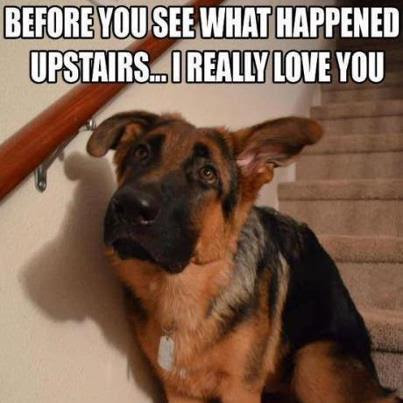 BEFORE YOU SEE WHAT HAPPENED
UPSTAIRS... I REALLY LOVE YOU